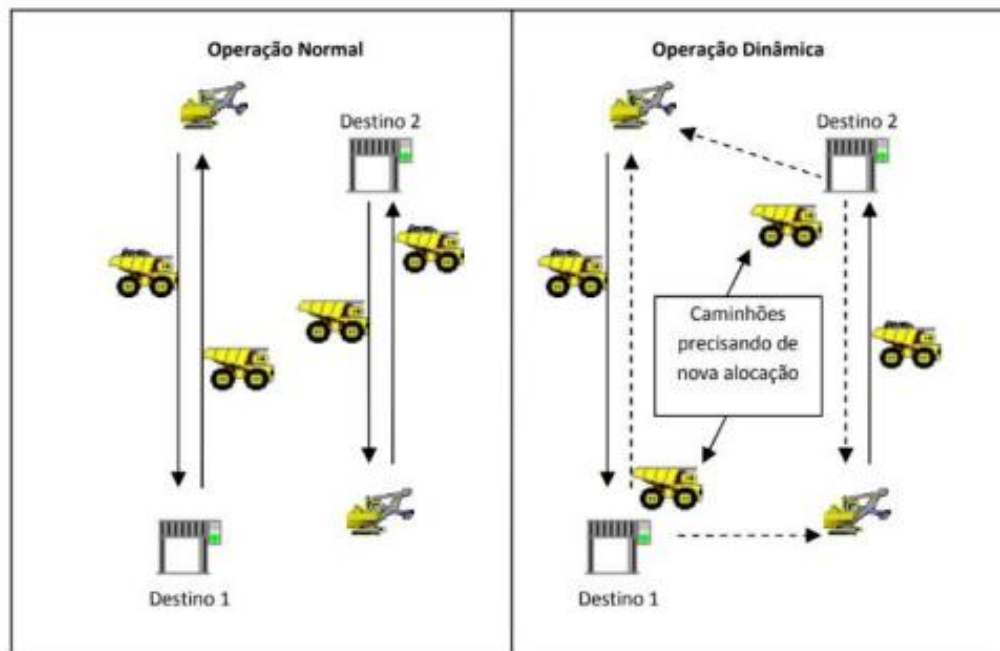 Operação Normal
Destino 2
Destino 1
Operação Dinâmica
Destino 2
Caminhões
precisando de
nova alocação
Destino 1